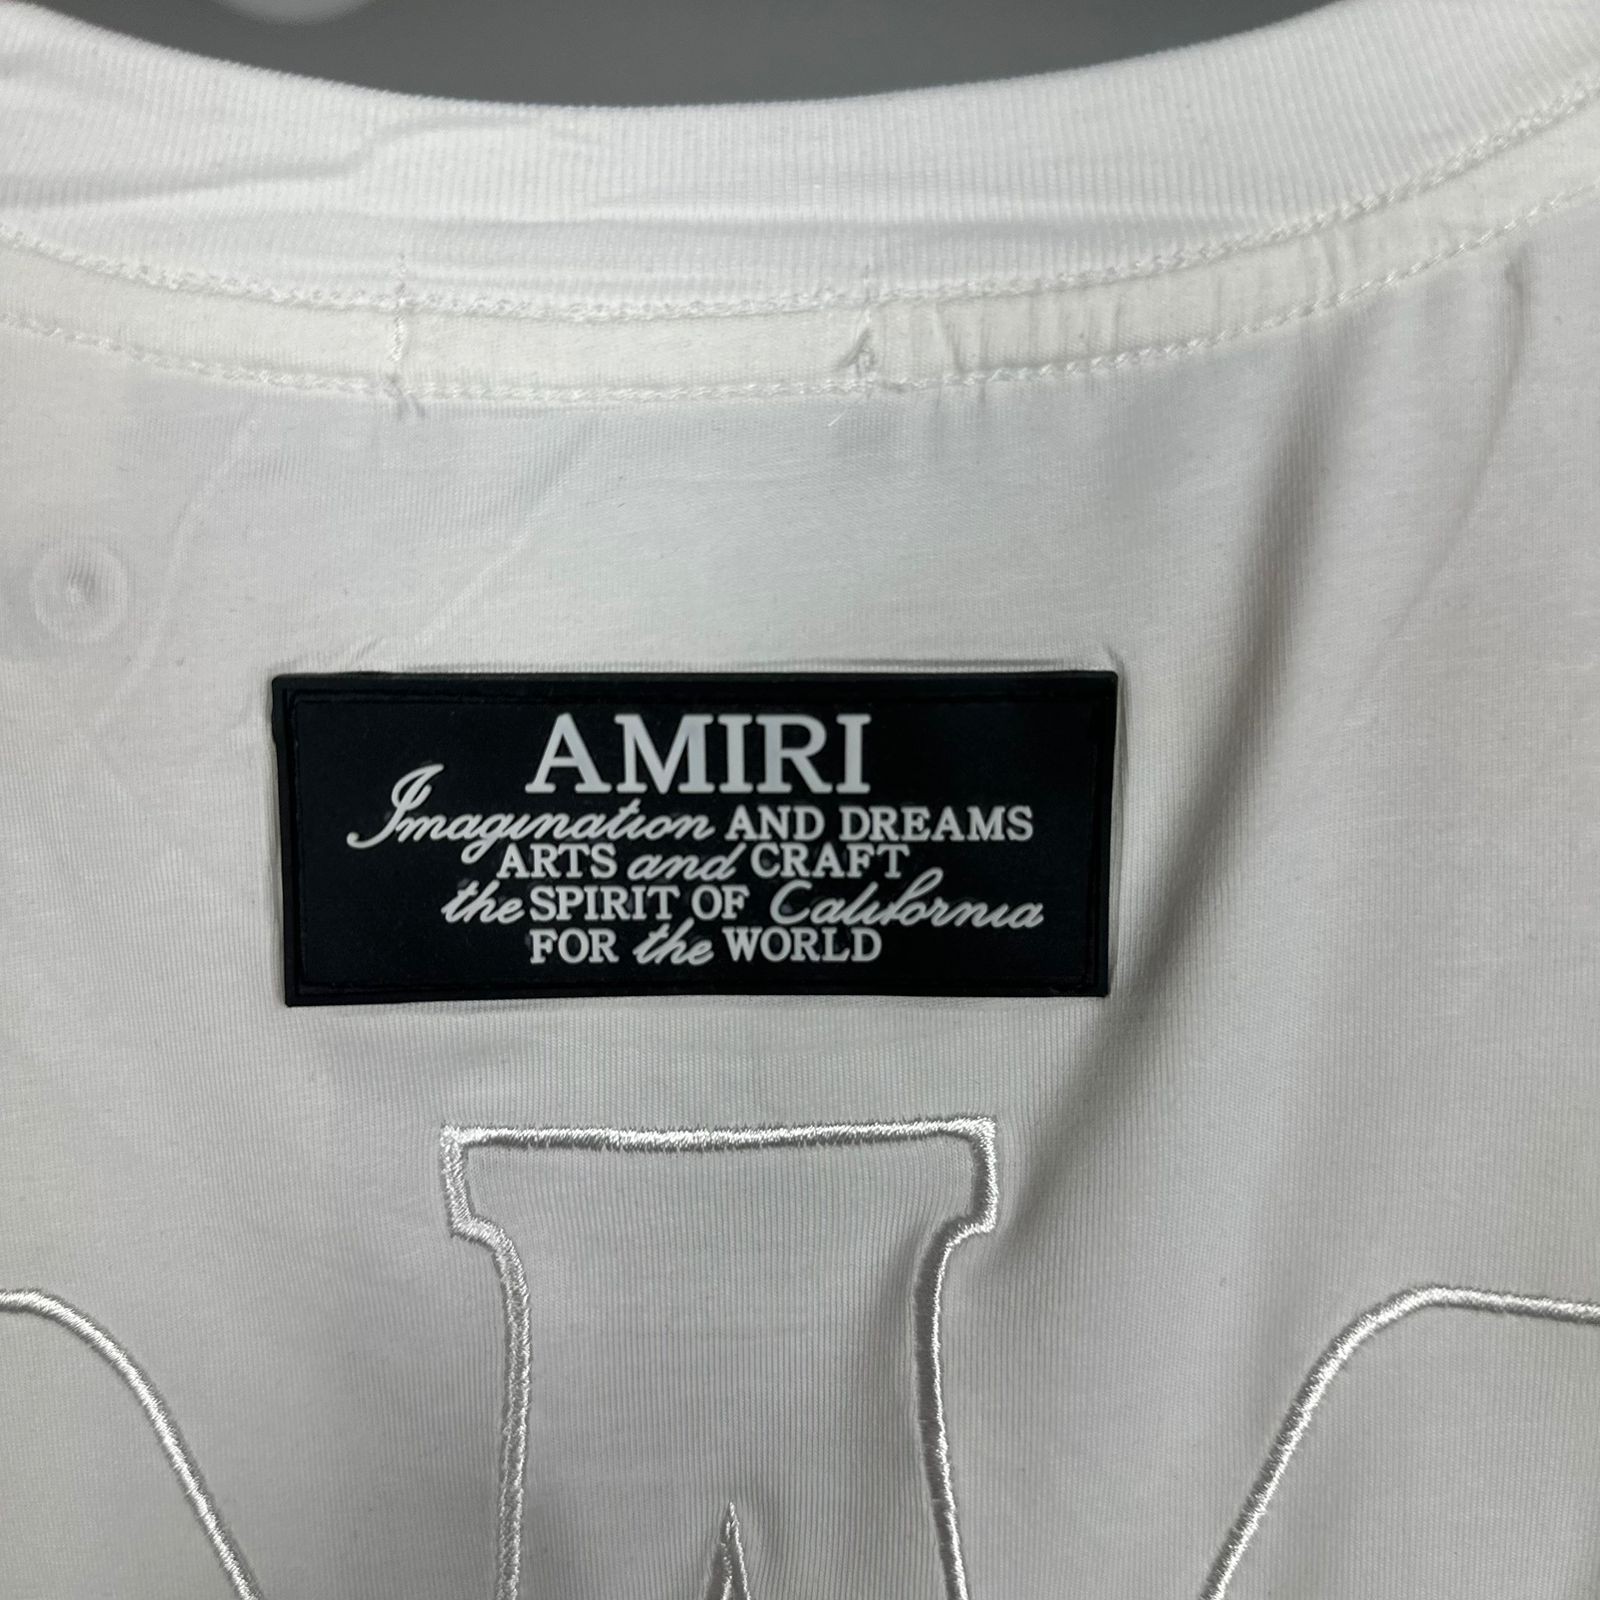 AMIRI
Imagination AND DREAMS
ARTS and CRAFT
the SPIRIT OF California
FOR the WORLD